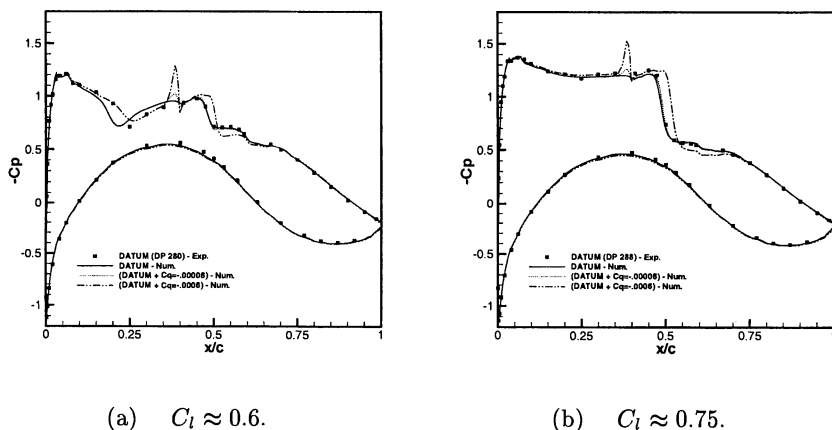 1.5
1
0.5
0
-0.5
-1
-Cp
DATUM (DP 280) - Exp.
DATUM - Num.
(DATUM + Cq=-.00006) - Num.
(DATUM + Cq=-.0006) - Num.
0
0.25
0.5
0.75
1
x/c
1.5
1
0.5
0
-0.5
-1
-Cp
DATUM (DP 288) - Exp.
DATUM - Num.
(DATUM + Cq=-.00006) - Num.
(DATUM + Cq=-.0006) - Num.
0
0.25
0.5
0.75
1
x/c
(a) Cl ≈ 0.6.
(b) Cl ≈ 0.75.